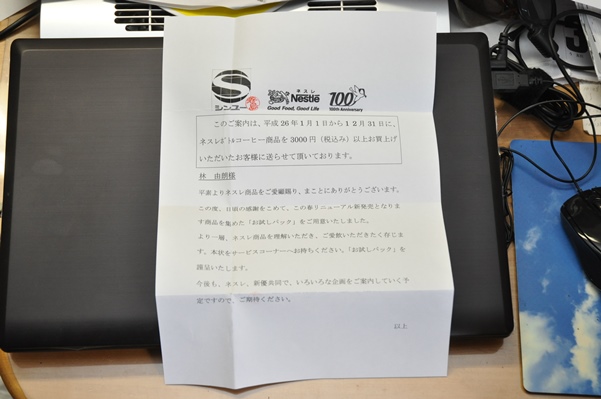 S
シンユー
ネスレ
Nestlé
Good Food, Good Life
100
100th Anniversary
このご案内は、平成26年1月1日から12月31日に、
ネスレボトルコーヒー商品を3000円（税込み）以上お買上げ
いただいたお客様に送らせて頂いております。
林 由朗様
平素よりネスレ商品をご愛顧賜り、まことにありがとうございます。
この度、日頃の感謝をこめて、この春リニューアル新発売となりま
す商品を集めた「お試しパック」をご用意いたしました。
より一層、ネスレ商品を理解いただき、ご愛飲いただきたく存じま
す。本状をサービスコーナーへお持ちください。「お試しパック」を
謹呈いたします。
今後も、ネスレ、新優共同で、いろいろな企画をご案内していく予
定ですので、ご期待ください。
以上
3